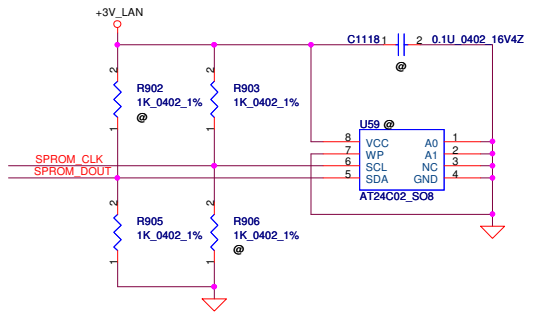 +3V_LAN
C1118 1 2 0.1U_0402_16V4Z
@
2 2
R902 R903
1K_0402_1% 1K_0402_1%
@
1 1
U59 @
8 VCC A0 1
7 WP A1 2
6 SCL NC 3
5 SDA GND 4
AT24C02_SO8
SPROM_CLK
SPROM_DOUT
2 2
R905 R906
1K_0402_1% 1K_0402_1%
@
1 1